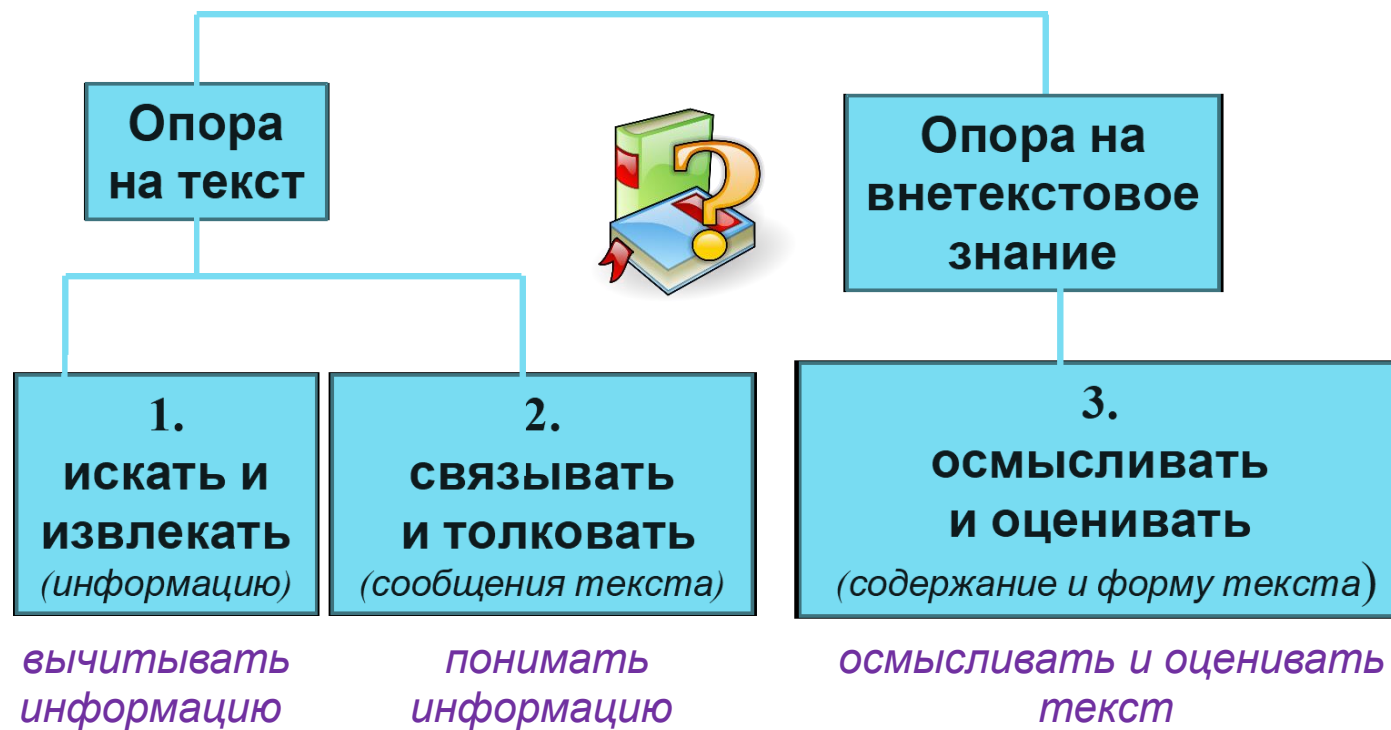 Опора
на текст
Опора на
внетекстовое
знание
1.
искать и
извлекать
(информацию)
2.
связывать
и толковать
(сообщения текста)
3.
осмысливать
и оценивать
(содержание и форму текста)
вычитывать
информацию
понимать
информацию
осмысливать и оценивать
текст